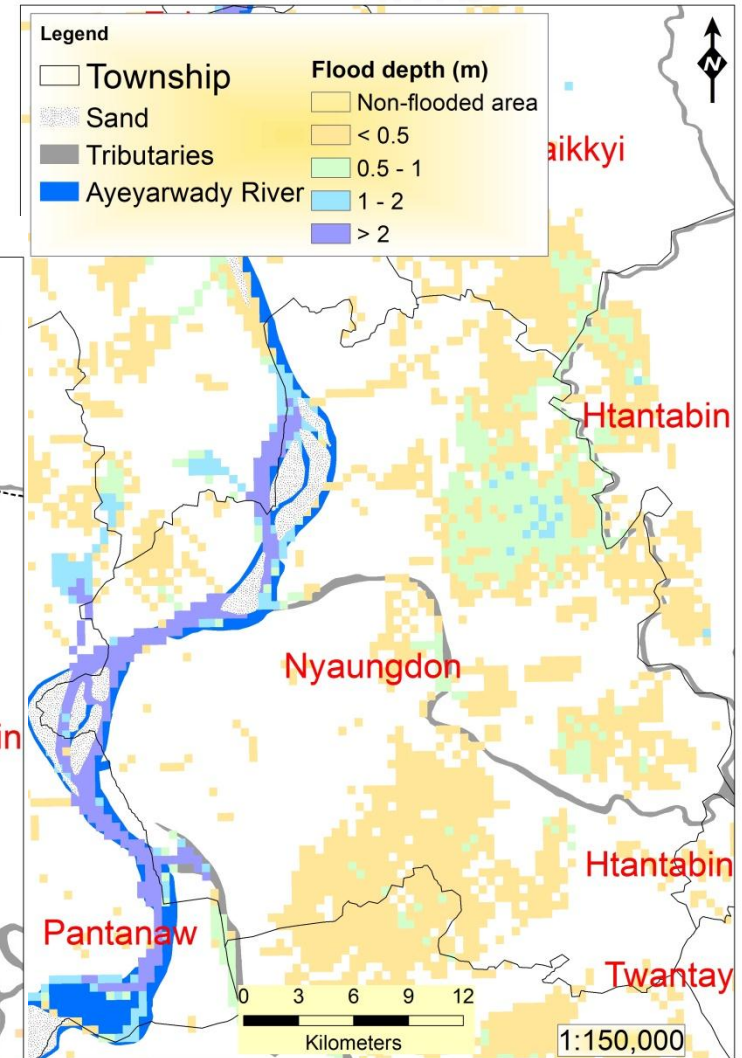 Legend
Township
Sand
Tributaries
Ayeyarwady River
Flood depth (m)
Non-flooded area
< 0.5
0.5 - 1
1 - 2
> 2
N
aikkyi
Htantabin
Nyaungdon
in
Htantabin
Pantanaw
Twantay
0 3 6 9 12
Kilometers
1:150,000